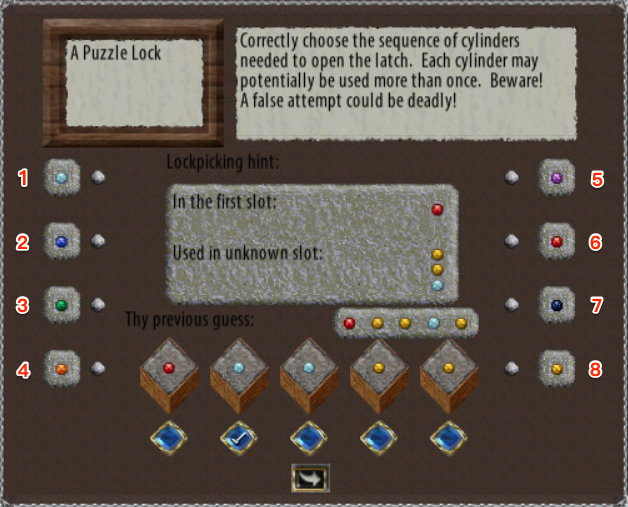 A Puzzle Lock
Correctly choose the sequence of cylinders
needed to open the latch. Each cylinder may
potentially be used more than once. Beware!
A false attempt could be deadly!
Lockpicking hint:
1
5
In the first slot:
2
6
Used in unknown slot:
3
7
Thy previous guess:
4
8